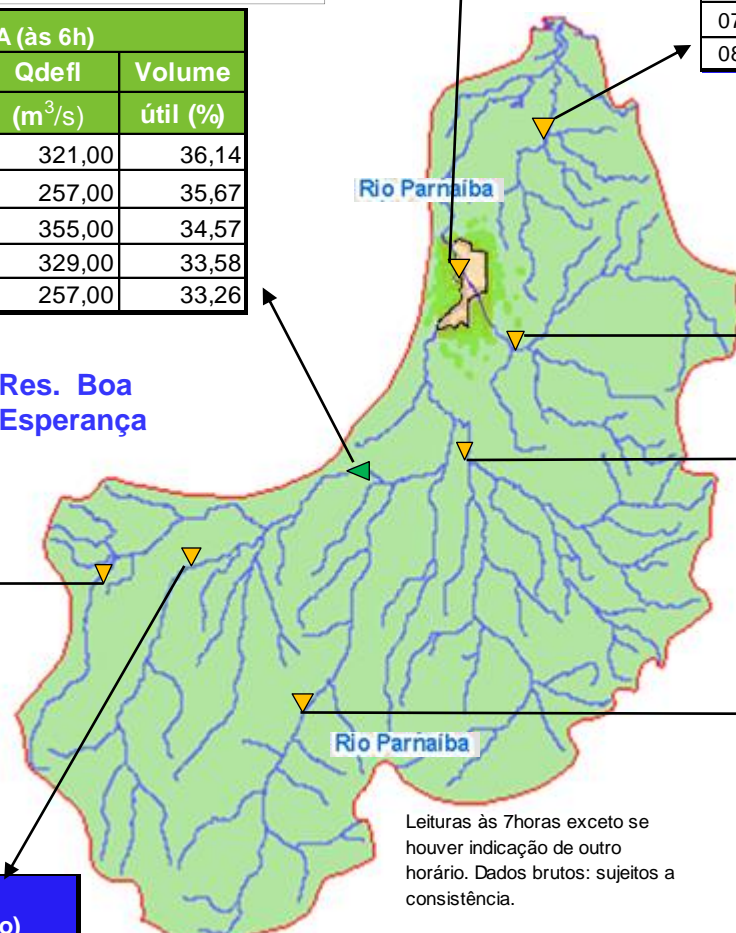 A (às 6h)
Qdefl Volume
(m³/s) útil (%)
321,00 36,14
257,00 35,67
355,00 34,57
329,00 33,58
257,00 33,26
07
08
Rio Parnaíba
Res. Boa
Esperança
Rio Parnaíba
Leituras às 7horas exceto se
houver indicação de outro
horário. Dados brutos: sujeitos a
consistência.
o)